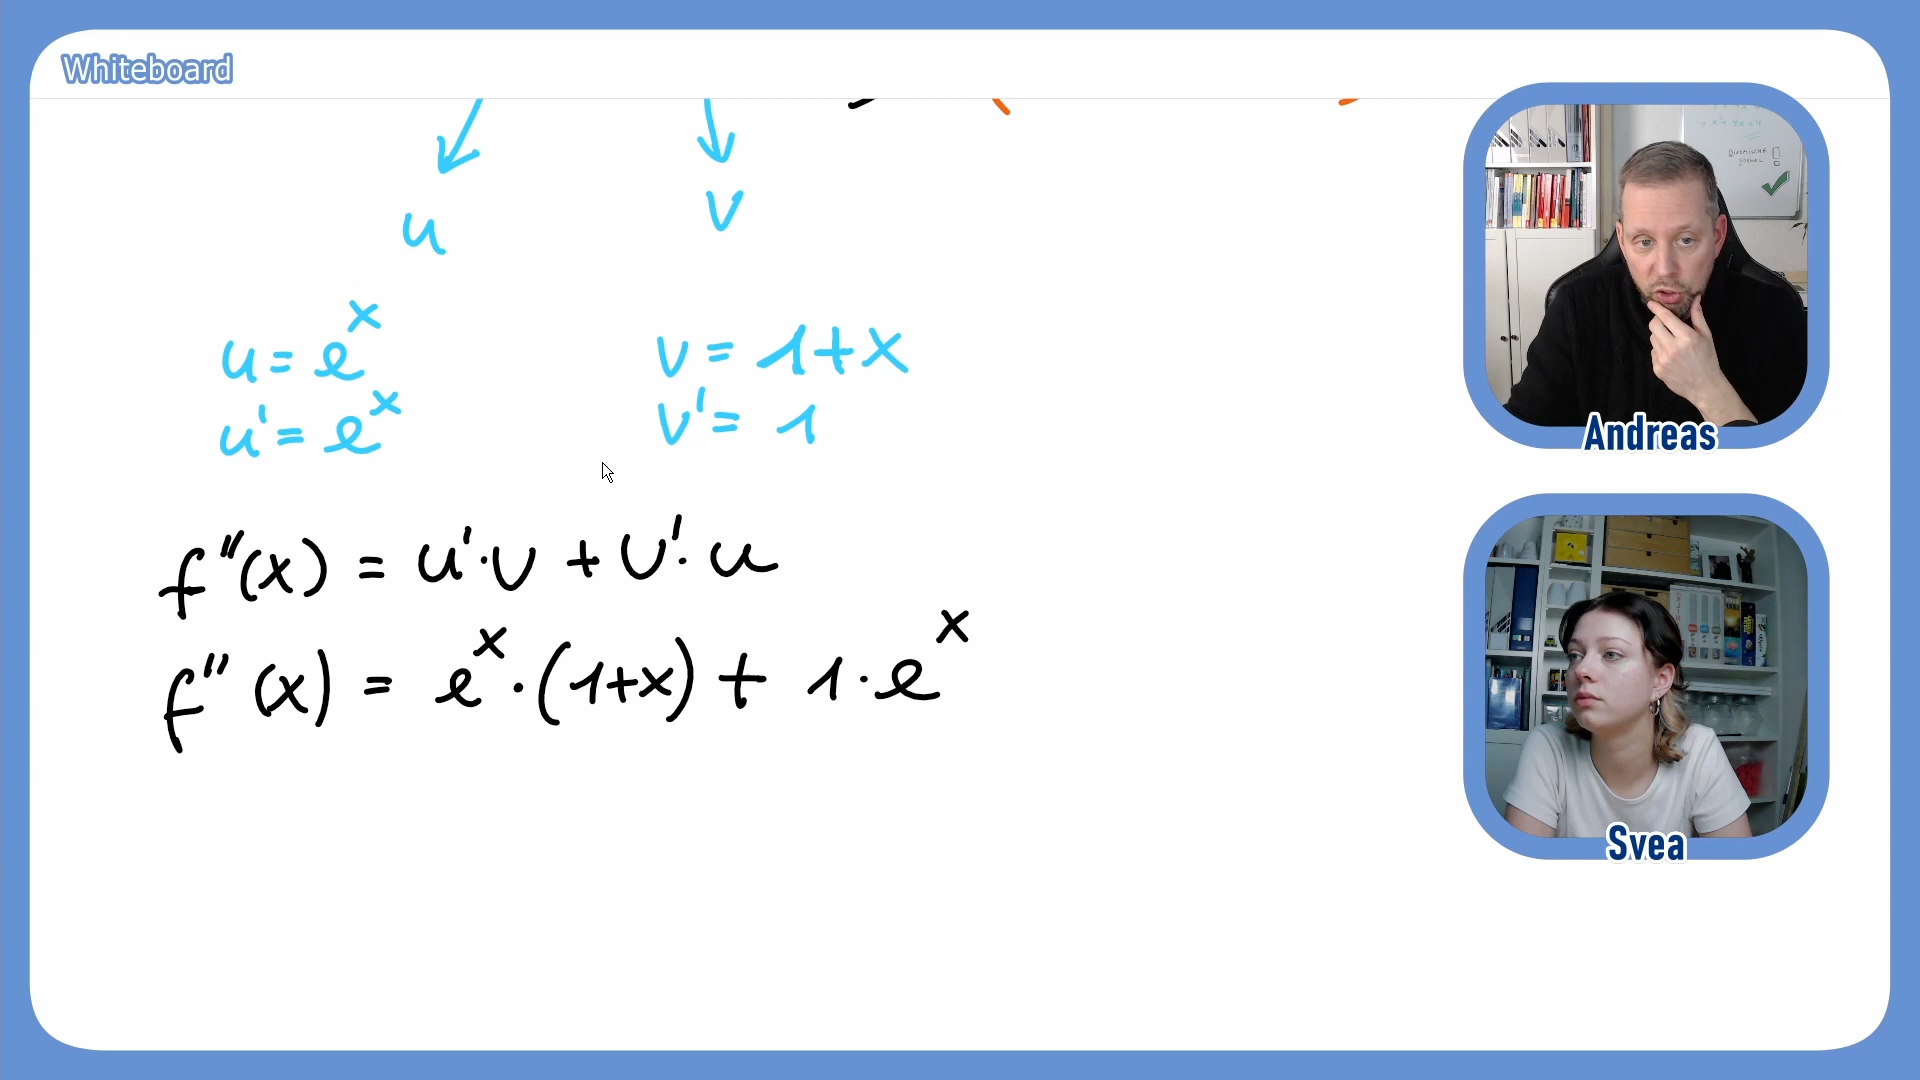 Whiteboard
u
v
u = e^x
v = 1+x
u' = e^x
v' = 1
f''(x) = u'·v + v'·u
f''(x) = e^x·(1+x) + 1·e^x
Andreas
Svea